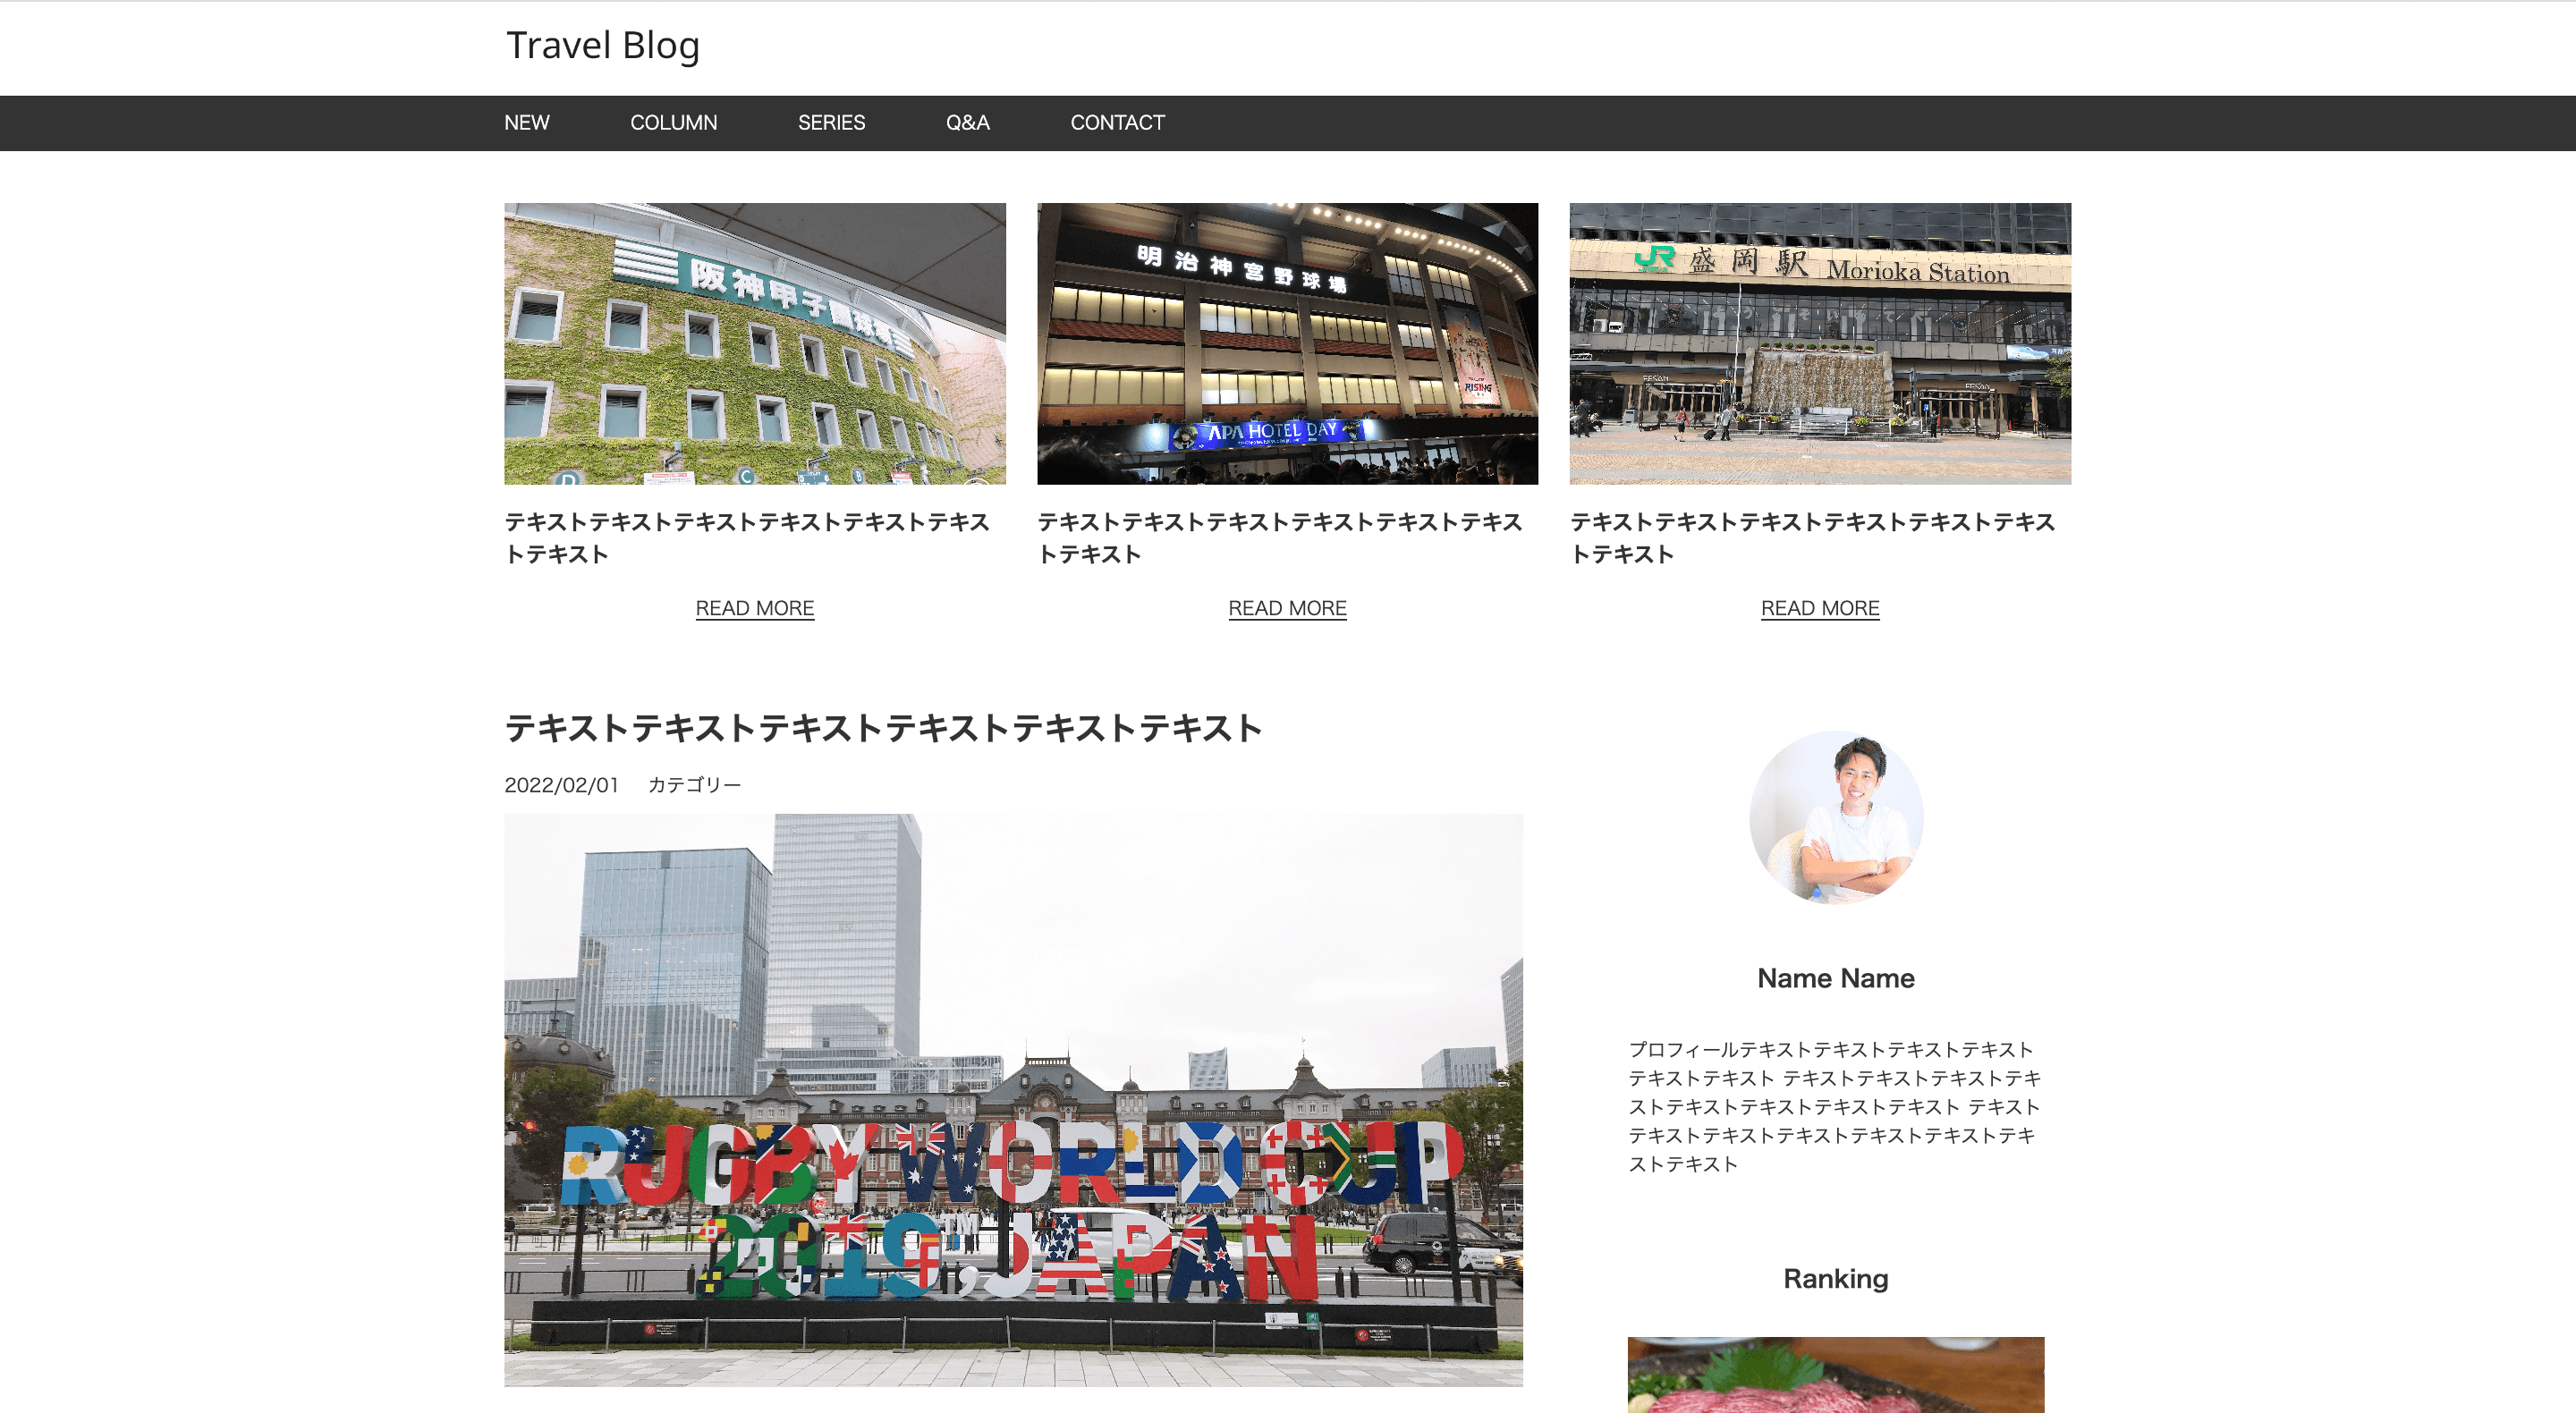 Travel Blog
NEW COLUMN SERIES Q&A CONTACT
阪神甲子園球場
D C B
明治神宮野球場
RISING
APA HOTEL DAY
JR 盛岡駅 Morioka Station
FESAN
FESAN
テキストテキストテキストテキストテキストテキス
トテキスト
READ MORE
テキストテキストテキストテキストテキストテキス
トテキスト
READ MORE
テキストテキストテキストテキストテキストテキス
トテキスト
READ MORE
テキストテキストテキストテキストテキストテキスト
2022/02/01 カテゴリー
RUGBY WORLD CUP
2019™, JAPAN
Name Name
プロフィールテキストテキストテキストテキスト
テキストテキスト テキストテキストテキストテキ
ストテキストテキストテキストテキスト テキスト
テキストテキストテキストテキストテキストテキ
ストテキスト
Ranking